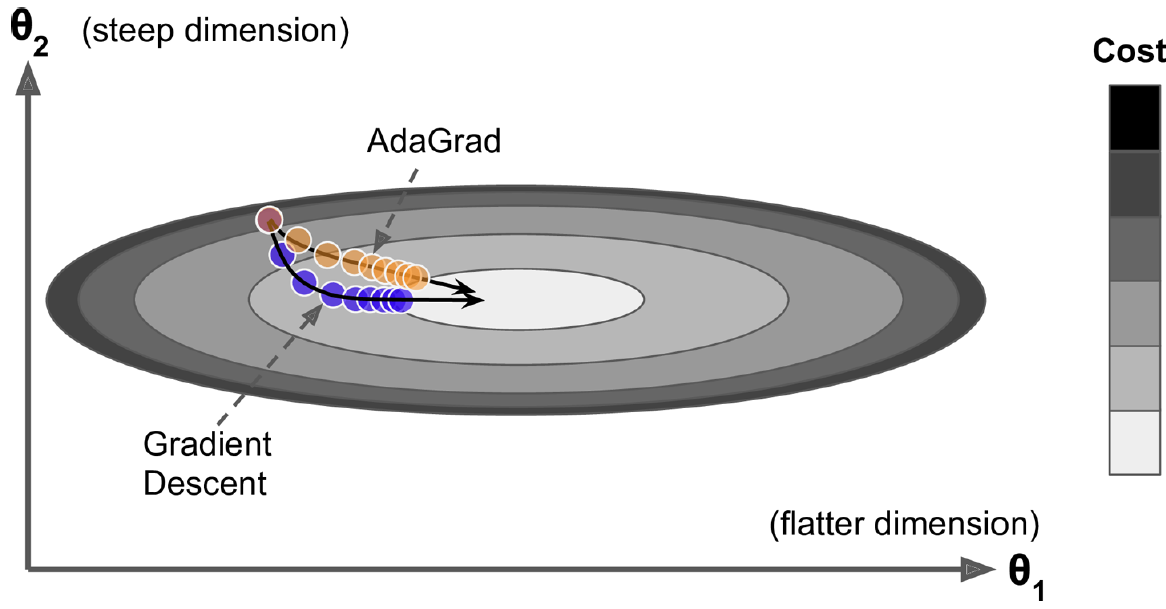 θ2 (steep dimension)
Cost
AdaGrad
Gradient
Descent
(flatter dimension)
θ1